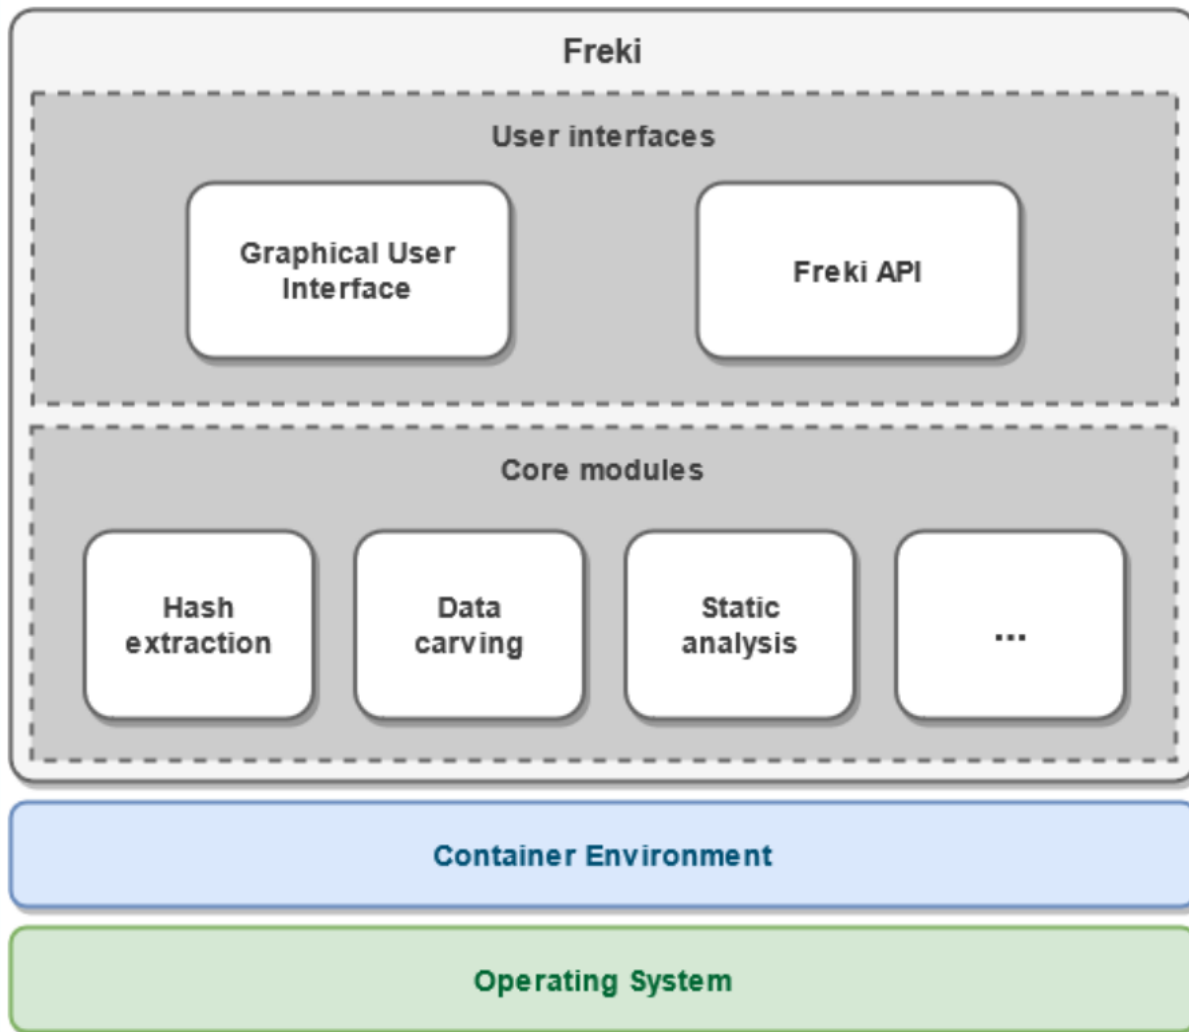 Freki
User interfaces
Graphical User
Interface
Freki API
Core modules
Hash
extraction
Data
carving
Static
analysis
...
Container Environment
Operating System